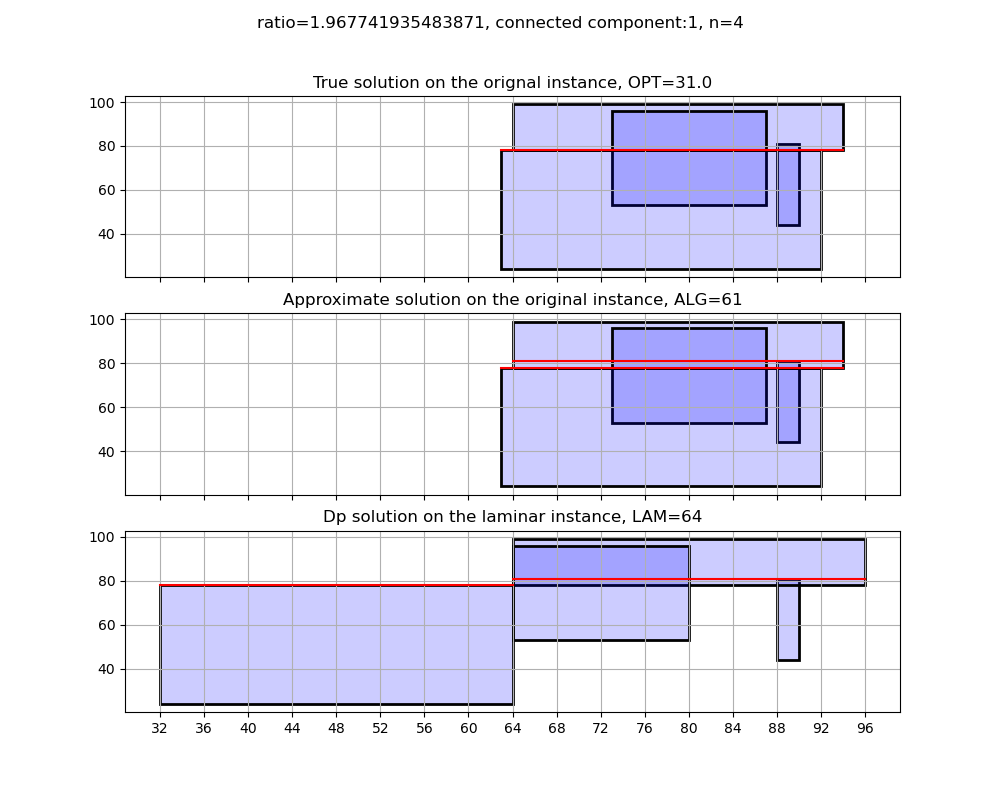 ratio=1.967741935483871, connected component:1, n=4
True solution on the orignal instance, OPT=31.0
100
80
60
40
Approximate solution on the original instance, ALG=61
100
80
60
40
Dp solution on the laminar instance, LAM=64
100
80
60
40
32 36 40 44 48 52 56 60 64 68 72 76 80 84 88 92 96